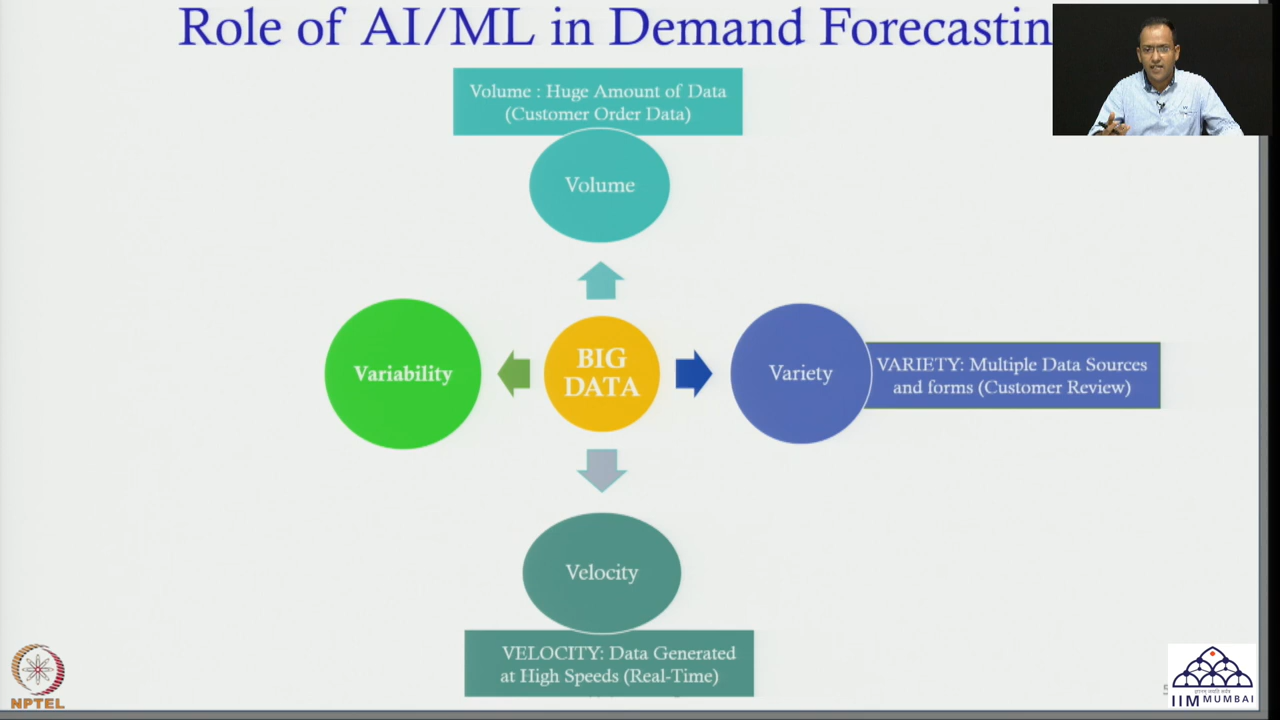 Role of AI/ML in Demand Forecastin
Volume : Huge Amount of Data
(Customer Order Data)
Volume
Variability
BIG
DATA
Variety
VARIETY: Multiple Data Sources
and forms (Customer Review)
Velocity
VELOCITY: Data Generated
at High Speeds (Real-Time)
NPTEL
IIM MUMBAI